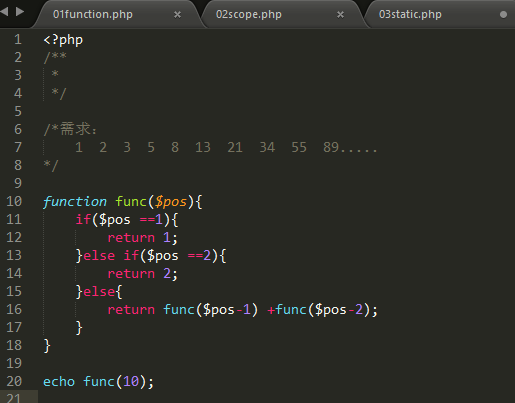 01function.php × 02scope.php × 03static.php
1 <?php
2 /**
3  *
4  */
5
6 /*需求:
7     1  2  3  5  8  13  21  34  55  89.....
8 */
9
10 function func($pos){
11     if($pos ==1){
12         return 1;
13     }else if($pos ==2){
14         return 2;
15     }else{
16         return func($pos-1) +func($pos-2);
17     }
18 }
19
20 echo func(10);
21